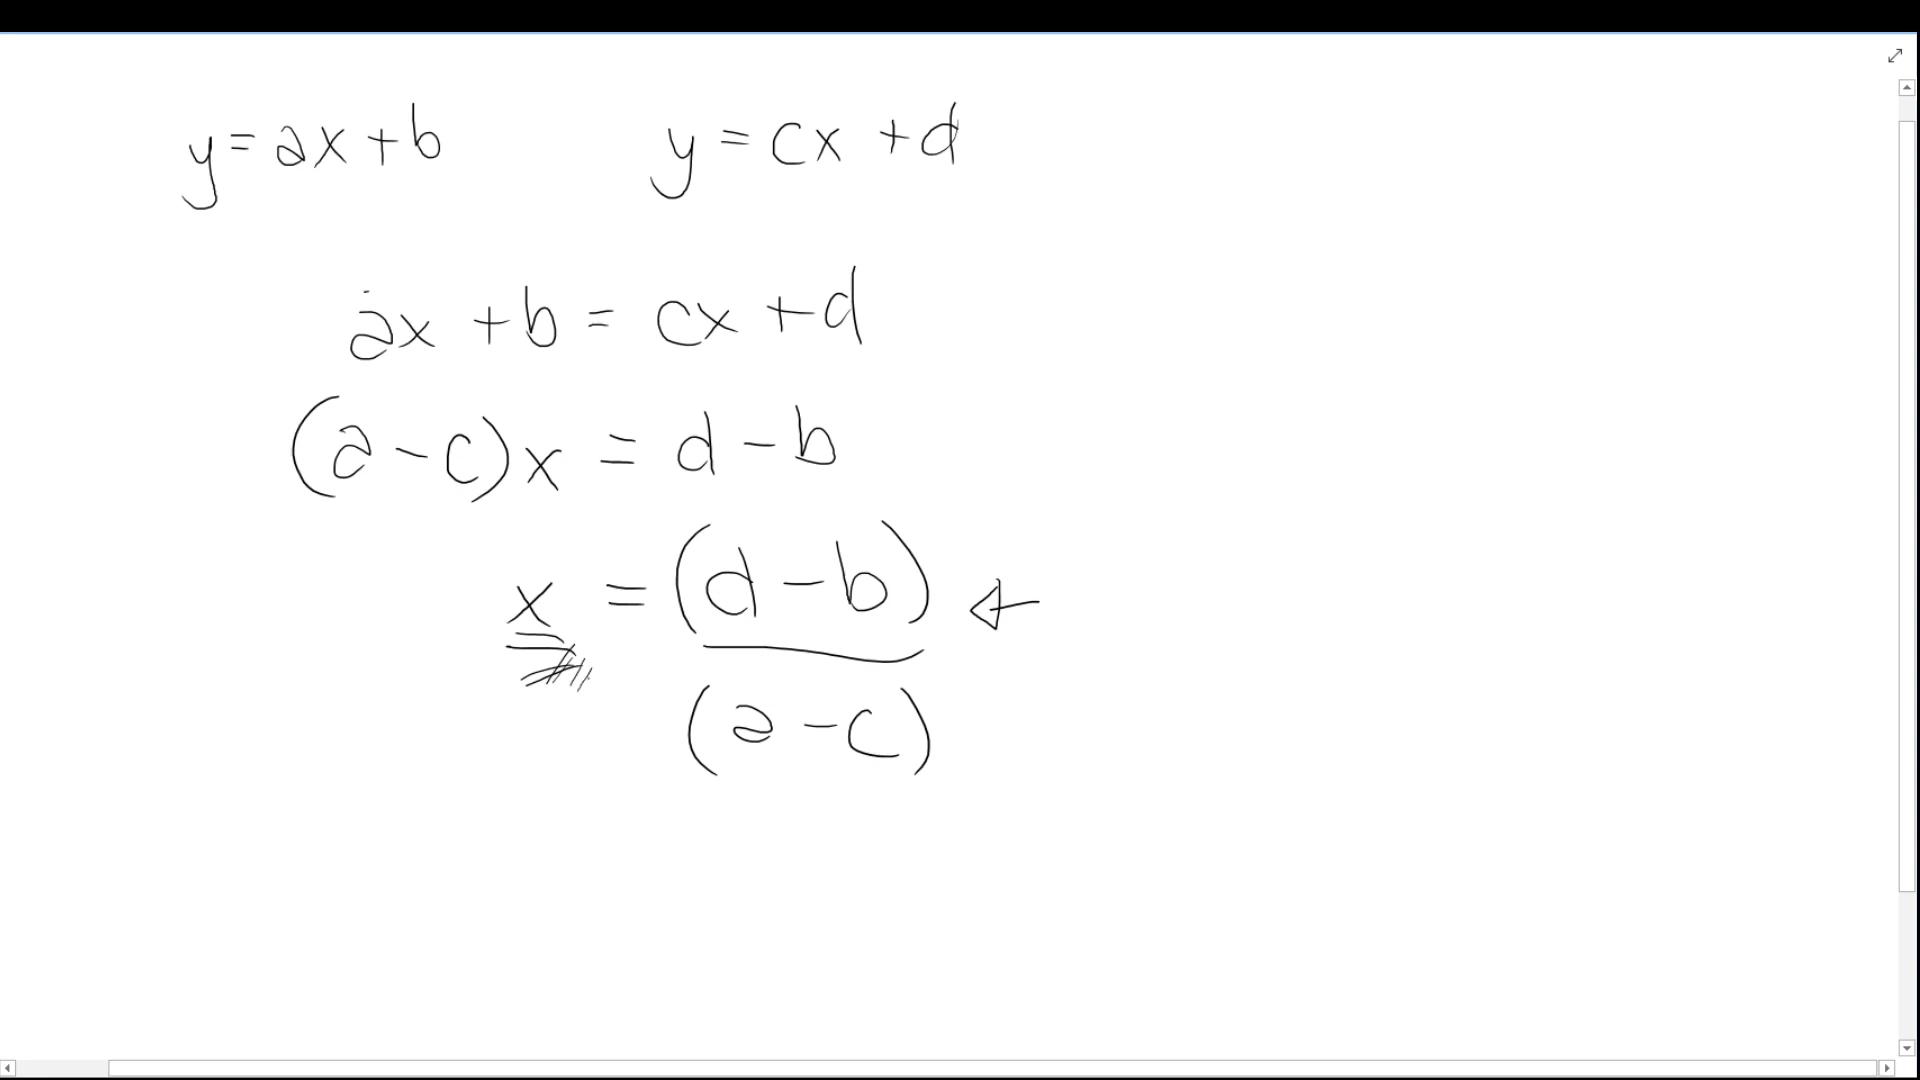 y = ax + b y = cx + d
ax + b = cx + d
(a - c)x = d - b
x = (d - b)
(a - c)